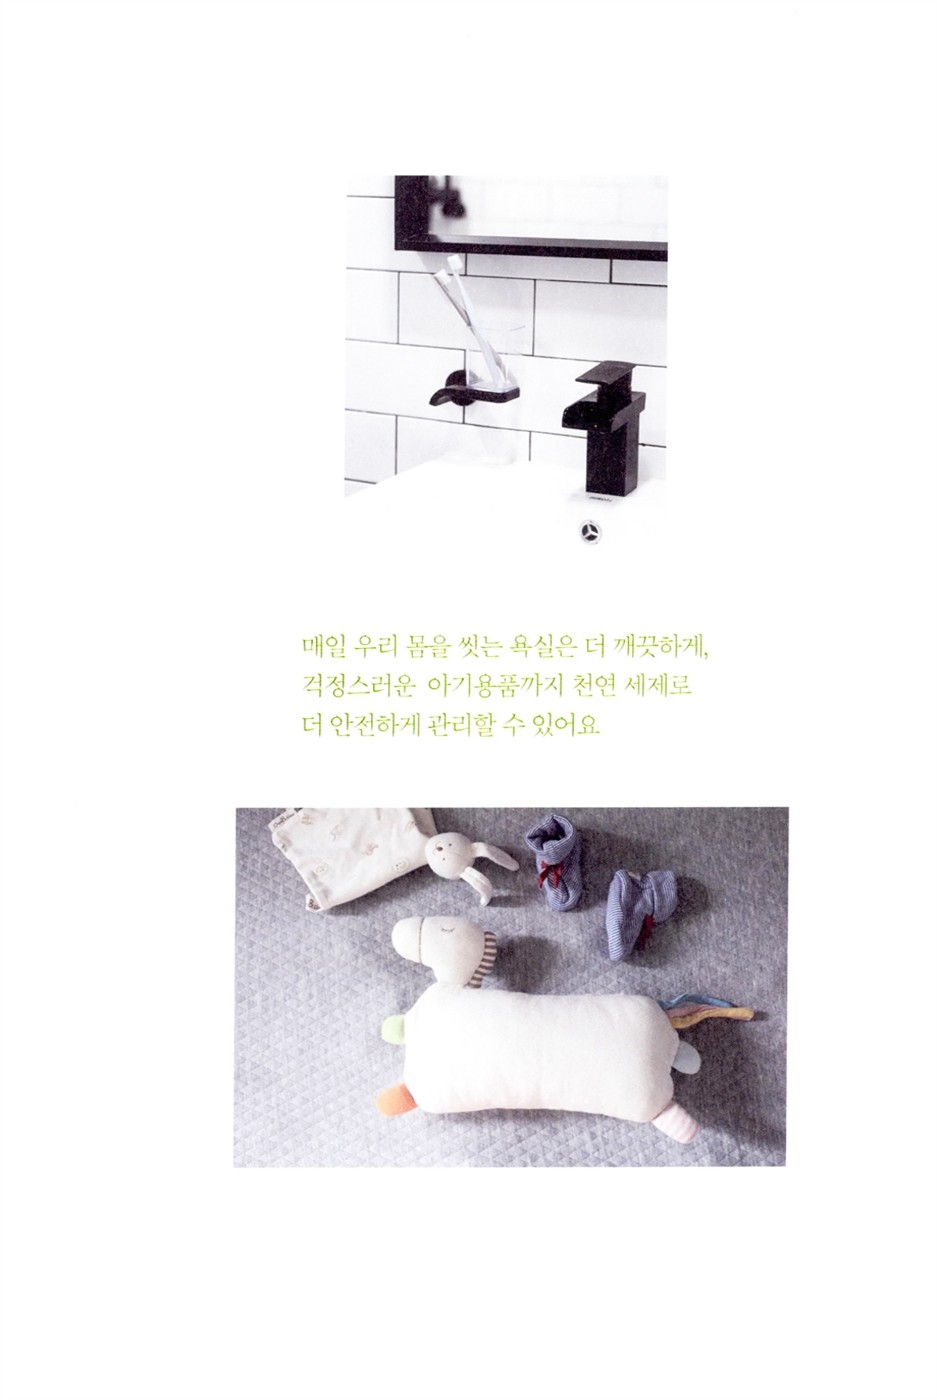 매일 우리 몸을 씻는 욕실은 더 깨끗하게,
걱정스러운 아기용품까지 천연 세제로
더 안전하게 관리할 수 있어요